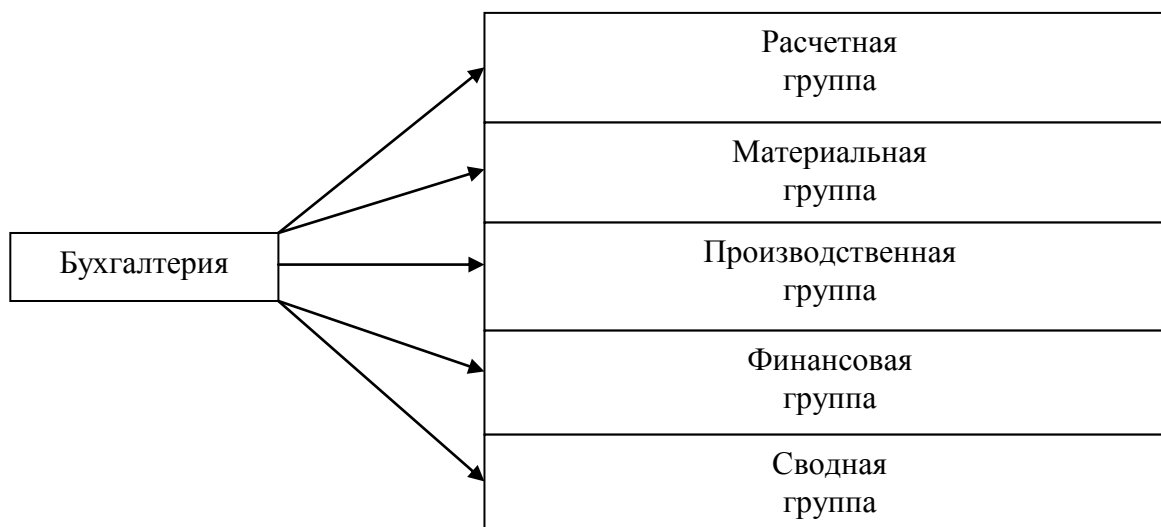 Расчетная
группа
Материальная
группа
Бухгалтерия
Производственная
группа
Финансовая
группа
Сводная
группа